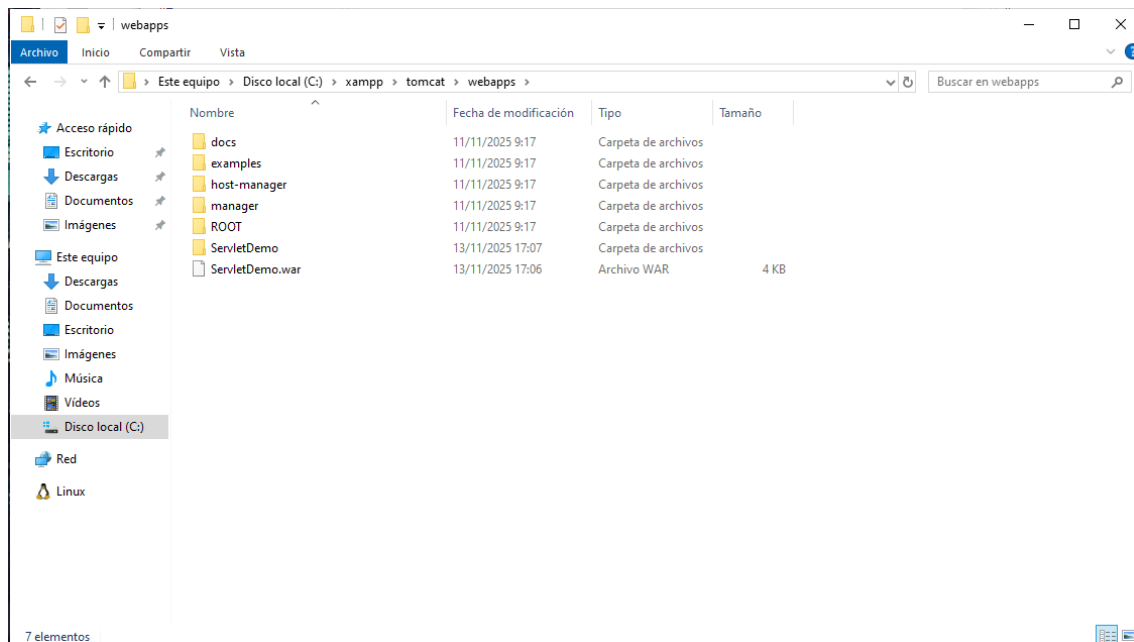 webapps
Archivo Inicio Compartir Vista
Este equipo > Disco local (C:) > xampp > tomcat > webapps > Buscar en webapps
Nombre Fecha de modificación Tipo Tamaño
Acceso rápido
Escritorio
Descargas
Documentos
Imágenes
Este equipo
Descargas
Documentos
Escritorio
Imágenes
Música
Vídeos
Disco local (C:)
Red
Linux
docs 11/11/2025 9:17 Carpeta de archivos
examples 11/11/2025 9:17 Carpeta de archivos
host-manager 11/11/2025 9:17 Carpeta de archivos
manager 11/11/2025 9:17 Carpeta de archivos
ROOT 11/11/2025 9:17 Carpeta de archivos
ServletDemo 13/11/2025 17:07 Carpeta de archivos
ServletDemo.war 13/11/2025 17:06 Archivo WAR 4 KB
7 elementos